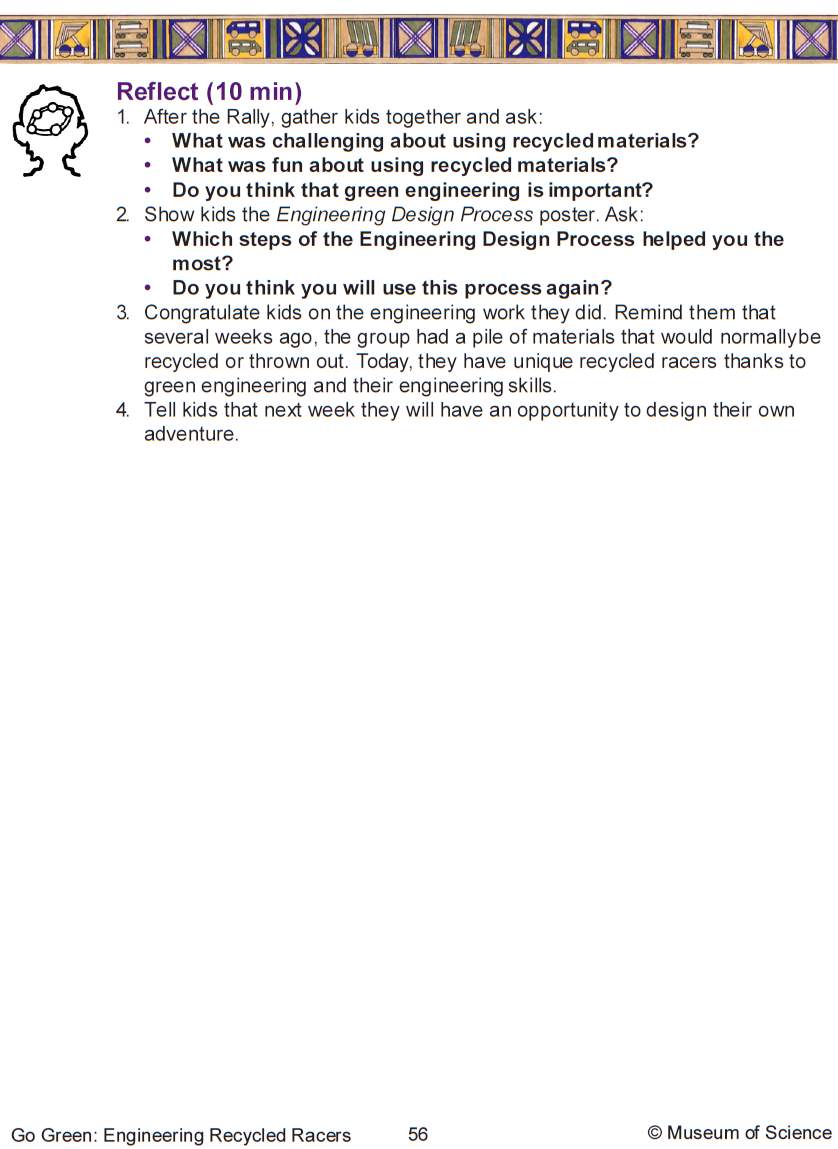 Reflect (10 min)
1. After the Rally, gather kids together and ask:
• What was challenging about using recycled materials?
• What was fun about using recycled materials?
• Do you think that green engineering is important?
2. Show kids the Engineering Design Process poster. Ask:
• Which steps of the Engineering Design Process helped you the
most?
• Do you think you will use this process again?
3. Congratulate kids on the engineering work they did. Remind them that
several weeks ago, the group had a pile of materials that would normally be
recycled or thrown out. Today, they have unique recycled racers thanks to
green engineering and their engineering skills.
4. Tell kids that next week they will have an opportunity to design their own
adventure.
Go Green: Engineering Recycled Racers 56 © Museum of Science